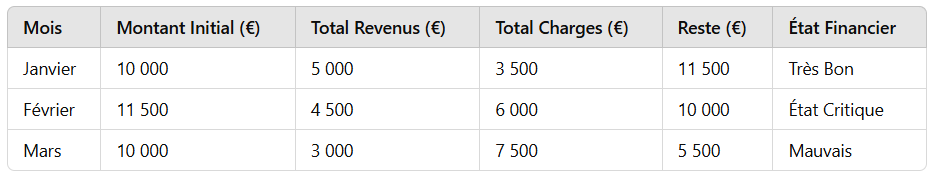 Mois Montant Initial (€) Total Revenus (€) Total Charges (€) Reste (€) État Financier
Janvier 10 000 5 000 3 500 11 500 Très Bon
Février 11 500 4 500 6 000 10 000 État Critique
Mars 10 000 3 000 7 500 5 500 Mauvais